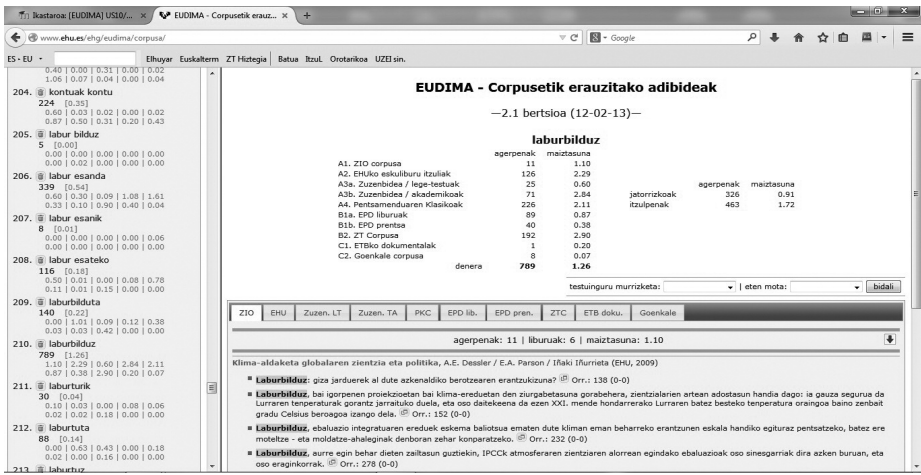 Ikastaroa: [EUDIMA] US10/... × EUDIMA - Corpusetik erauz... × +
www.ehu.es/ehg/eudima/corpusa/ Google
ES - EU Elhuyar Euskalterm ZT Hiztegia Batua ItzuL Orotarikoa UZEI sin.
0.40 | 0.00 | 0.31 | 0.00 | 0.02
1.06 | 0.07 | 0.04 | 0.00 | 0.04
204. kontuak kontu
224 [0.35]
0.60 | 0.03 | 0.02 | 0.00 | 0.02
0.87 | 0.50 | 0.31 | 0.20 | 0.43
205. labur bilduz
5 [0.00]
0.00 | 0.00 | 0.00 | 0.00 | 0.00
0.00 | 0.02 | 0.00 | 0.00 | 0.00
206. labur esanda
339 [0.54]
0.60 | 0.30 | 0.09 | 1.08 | 1.61
0.33 | 0.10 | 0.90 | 0.40 | 0.04
207. labur esanik
8 [0.01]
0.00 | 0.00 | 0.00 | 0.00 | 0.06
0.00 | 0.00 | 0.00 | 0.00 | 0.00
208. labur esateko
116 [0.18]
0.50 | 0.01 | 0.00 | 0.08 | 0.78
0.11 | 0.01 | 0.15 | 0.00 | 0.00
209. laburbilduta
140 [0.22]
0.00 | 1.01 | 0.09 | 0.12 | 0.38
0.03 | 0.03 | 0.42 | 0.00 | 0.00
210. laburbilduz
789 [1.26]
1.10 | 2.29 | 0.60 | 2.84 | 2.11
0.87 | 0.38 | 2.90 | 0.20 | 0.07
211. laburturik
30 [0.04]
0.10 | 0.03 | 0.00 | 0.08 | 0.06
0.02 | 0.02 | 0.18 | 0.00 | 0.00
212. laburtuta
88 [0.14]
0.00 | 0.63 | 0.43 | 0.00 | 0.18
0.02 | 0.00 | 0.16 | 0.00 | 0.00
213. laburtuz
EUDIMA - Corpusetik erauzitako adibideak
—2.1 bertsioa (12-02-13)—
laburbilduz
agerpenak maiztasuna
A1. ZIO corpusa 11 1.10
A2. EHUko eskuliburu itzuliak 126 2.29
A3a. Zuzenbidea / lege-testuak 25 0.60 agerpenak maiztasuna
A3b. Zuzenbidea / akademikoak 71 2.84 jatorrizkoak 326 0.91
A4. Pentsamenduaren Klasikoak 226 2.11 itzulpenak 463 1.72
B1a. EPD liburuak 89 0.87
B1b. EPD prentsa 40 0.38
B2. ZT Corpusa 192 2.90
C1. ETBko dokumentalak 1 0.20
C2. Goenkale corpusa 8 0.07
denera 789 1.26
testuinguru murrizketa: | eten mota: bidali
ZIO EHU Zuzen. LT Zuzen. TA PKC EPD lib. EPD pren. ZTC ETB doku. Goenkale
agerpenak: 11 | liburuak: 6 | maiztasuna: 1.10
Klima-aldaketa globalaren zientzia eta politika, A.E. Dessler / E.A. Parson / Iñaki Iñurrieta (EHU, 2009)
Laburbilduz: giza jarduerek al dute azkenaldiko berotzearen erantzukizuna? Orr.: 138 (0-0)
Laburbilduz, bai igorpenen proiekzioetan bai klima-ereduetan den ziurgabetasuna gorabehera, zientzialarien artean adostasun handia dago: ia gauza segurua da
Lurraren tenperaturak gorantz jarraituko duela, eta oso daitekeena da ezen XXI. mende hondarrerako Lurraren batez besteko tenperatura oraingoa baino zenbait
gradu Celsius beroagoa izango dela. Orr.: 152 (0-0)
Laburbilduz, ebaluazio integratuaren ereduek eskema baliotsua ematen dute kliman eman beharreko erantzunen eskala handiko egituraz pentsatzeko, batez ere
moteltze - eta moldatze-ahaleginak denboran zehar konparatzeko. Orr.: 232 (0-0)
Laburbilduz, aurre egin behar dieten zailtasun guztiekin, IPCCk atmosferaren zientziaren alorrean egindako ebaluazioak oso sinesgarriak dira azken buruan, eta
oso eraginkorrak. Orr.: 278 (0-0)